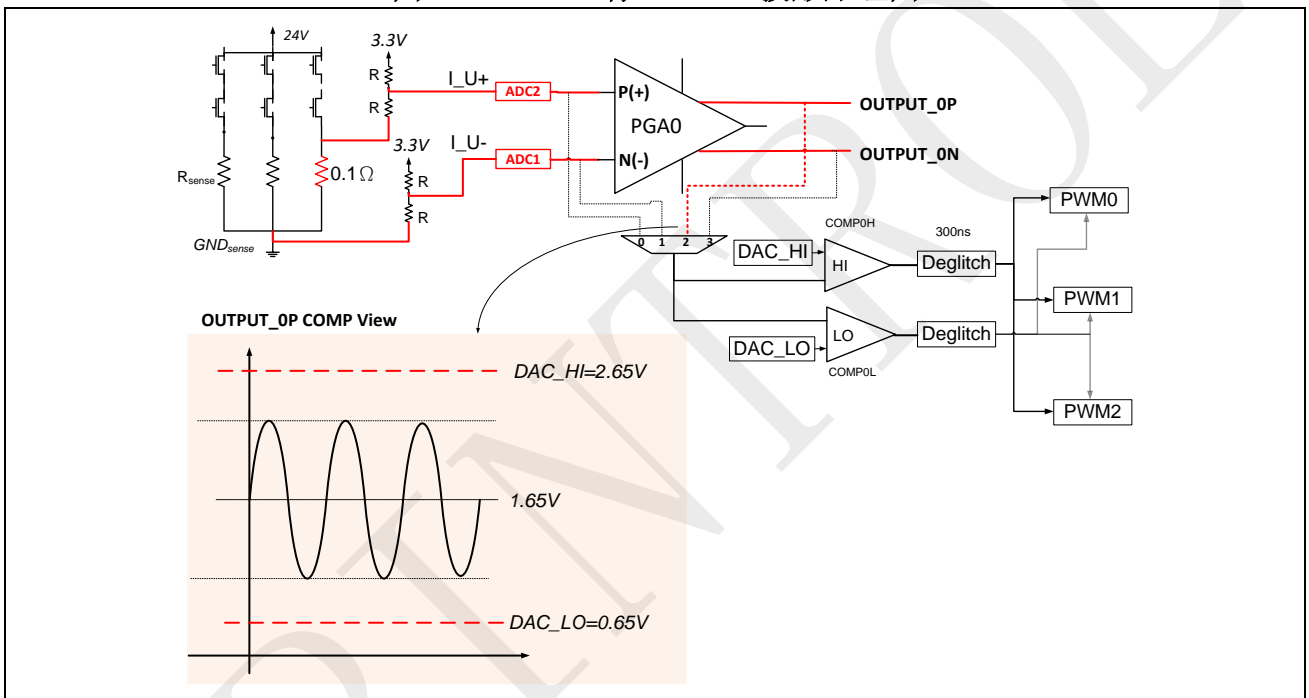 24V
3.3V
R
R
I_U+
ADC2
P(+)
PGA0
N(-)
OUTPUT_0P
OUTPUT_0N
3.3V
I_U-
ADC1
R
R
Rsense
0.1Ω
GNDsense
0 1 2 3
COMP0H
DAC_HI
HI
300ns
Deglitch
PWM0
PWM1
LO
DAC_LO
COMP0L
Deglitch
PWM2
OUTPUT_0P COMP View
DAC_HI=2.65V
1.65V
DAC_LO=0.65V